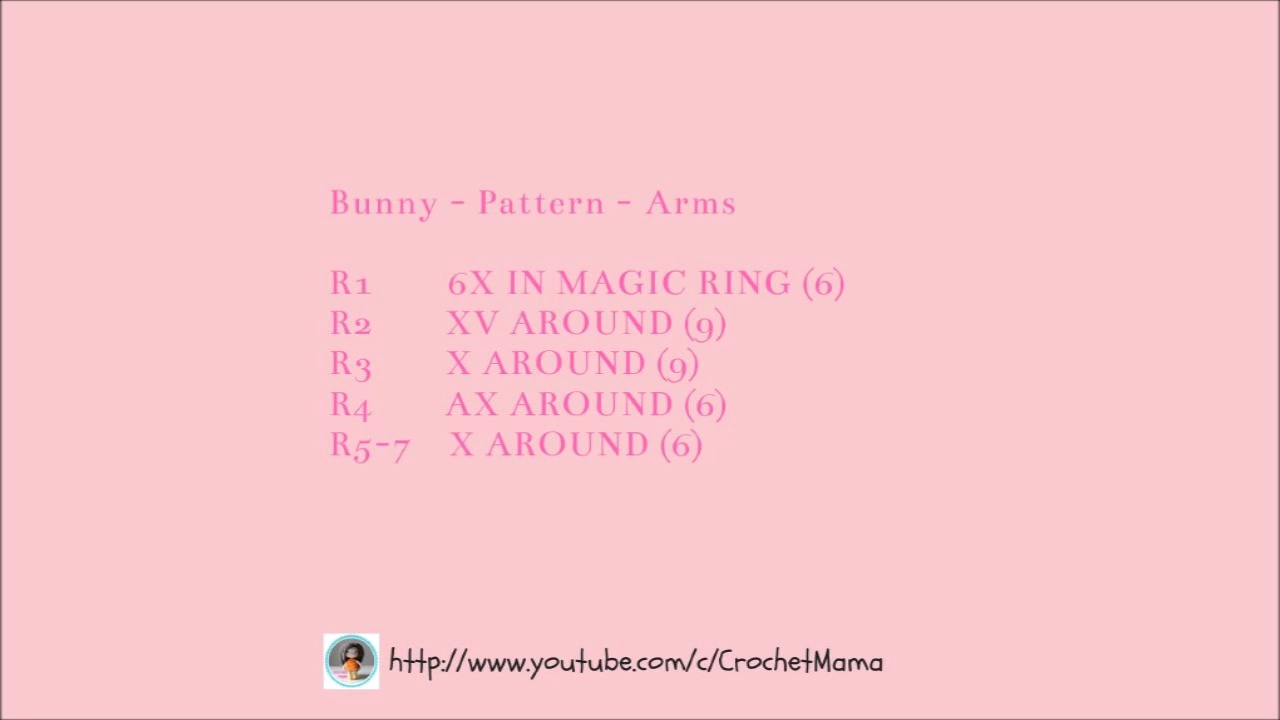 Bunny - Pattern - Arms
R1 6X IN MAGIC RING (6)
R2 XV AROUND (9)
R3 X AROUND (9)
R4 AX AROUND (6)
R5-7 X AROUND (6)
http://www.youtube.com/c/CrochetMama